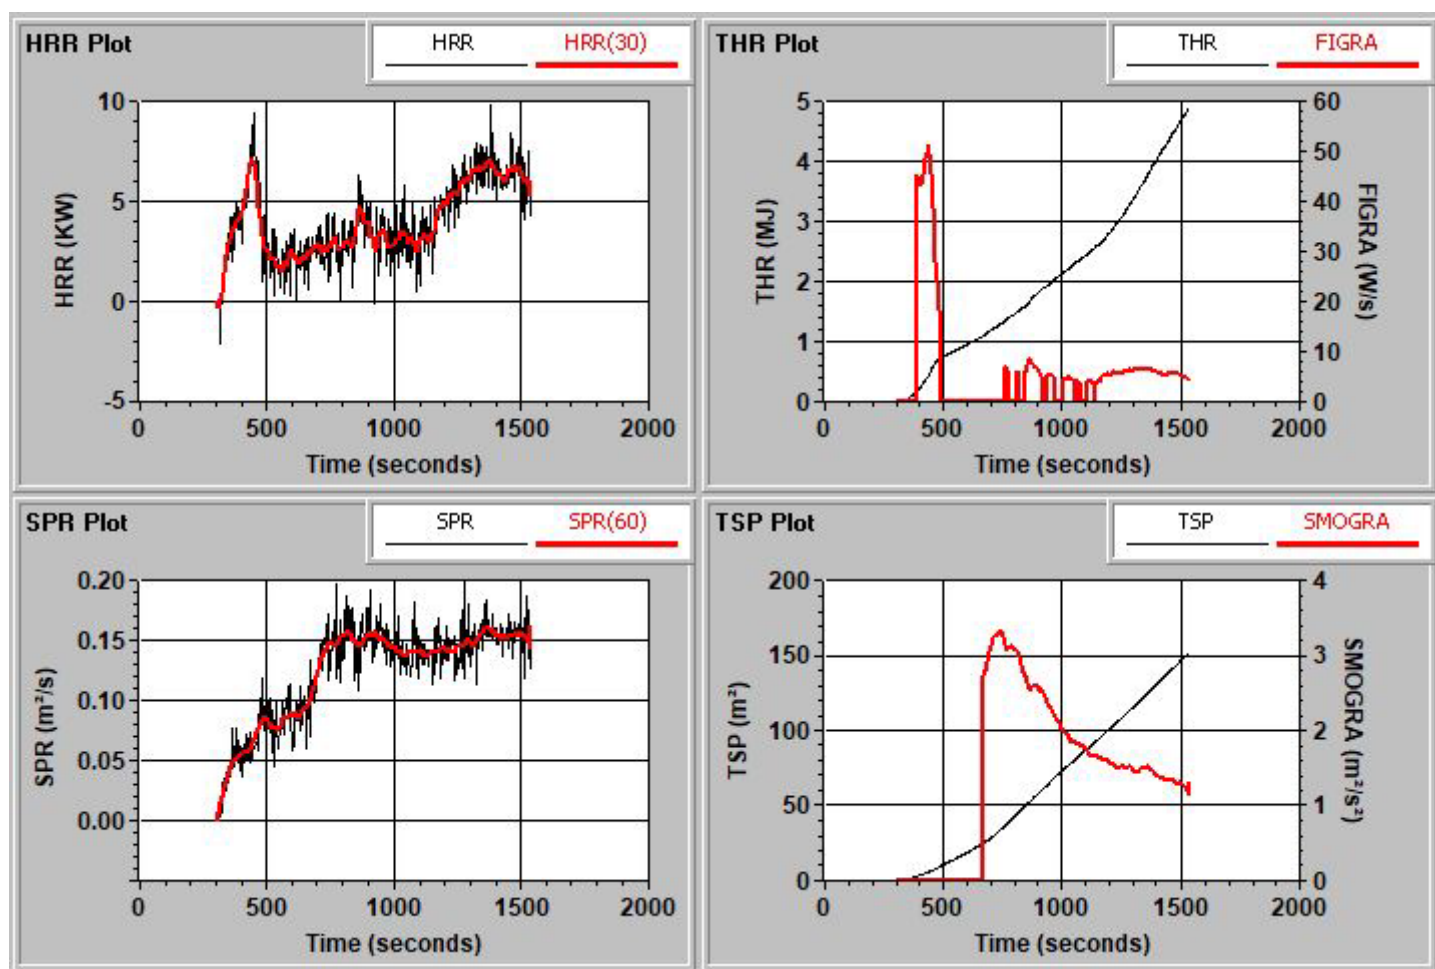 HRR Plot HRR HRR(30)
10
5
0
-5
HRR (KW)
0 500 1000 1500 2000
Time (seconds)
THR Plot THR FIGRA
5
4
3
2
1
0
THR (MJ)
60
50
40
30
20
10
0
FIGRA (W/s)
0 500 1000 1500 2000
Time (seconds)
SPR Plot SPR SPR(60)
0.20
0.15
0.10
0.05
0.00
SPR (m²/s)
0 500 1000 1500 2000
Time (seconds)
TSP Plot TSP SMOGRA
200
150
100
50
0
TSP (m²)
4
3
2
1
0
SMOGRA (m²/s²)
0 500 1000 1500 2000
Time (seconds)